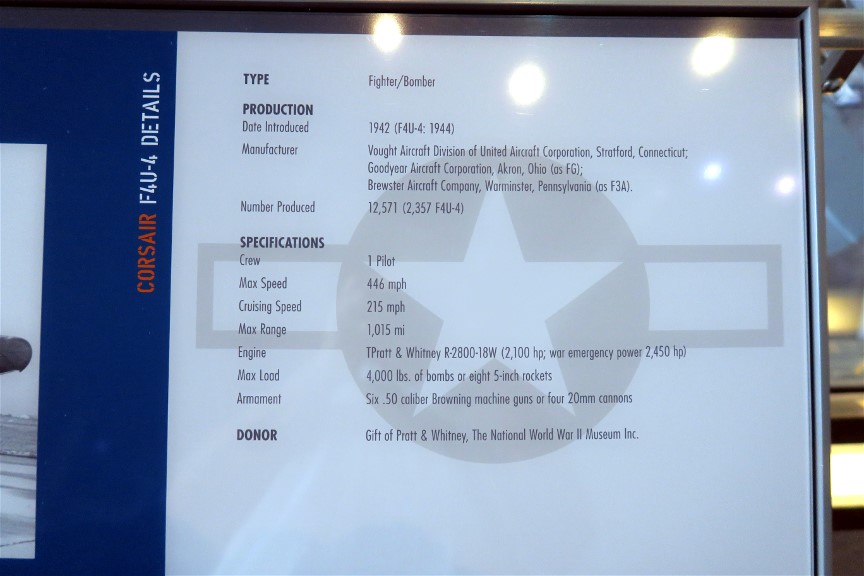 CORSAIR F4U-4 DETAILS
TYPE Fighter/Bomber
PRODUCTION
Date Introduced 1942 (F4U-4: 1944)
Manufacturer Vought Aircraft Division of United Aircraft Corporation, Stratford, Connecticut;
Goodyear Aircraft Corporation, Akron, Ohio (as FG);
Brewster Aircraft Company, Warminster, Pennsylvania (as F3A).
Number Produced 12,571 (2,357 F4U-4)
SPECIFICATIONS
Crew 1 Pilot
Max Speed 446 mph
Cruising Speed 215 mph
Max Range 1,015 mi
Engine TPratt & Whitney R-2800-18W (2,100 hp; war emergency power 2,450 hp)
Max Load 4,000 lbs. of bombs or eight 5-inch rockets
Armament Six .50 caliber Browning machine guns or four 20mm cannons
DONOR Gift of Pratt & Whitney, The National World War II Museum Inc.